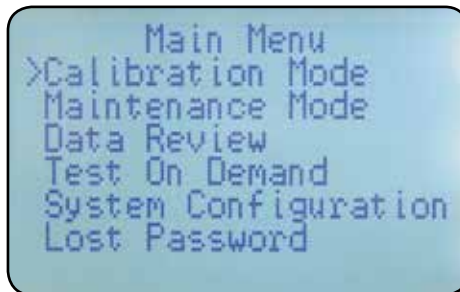 Main Menu
>Calibration Mode
Maintenance Mode
Data Review
Test On Demand
System Configuration
Lost Password